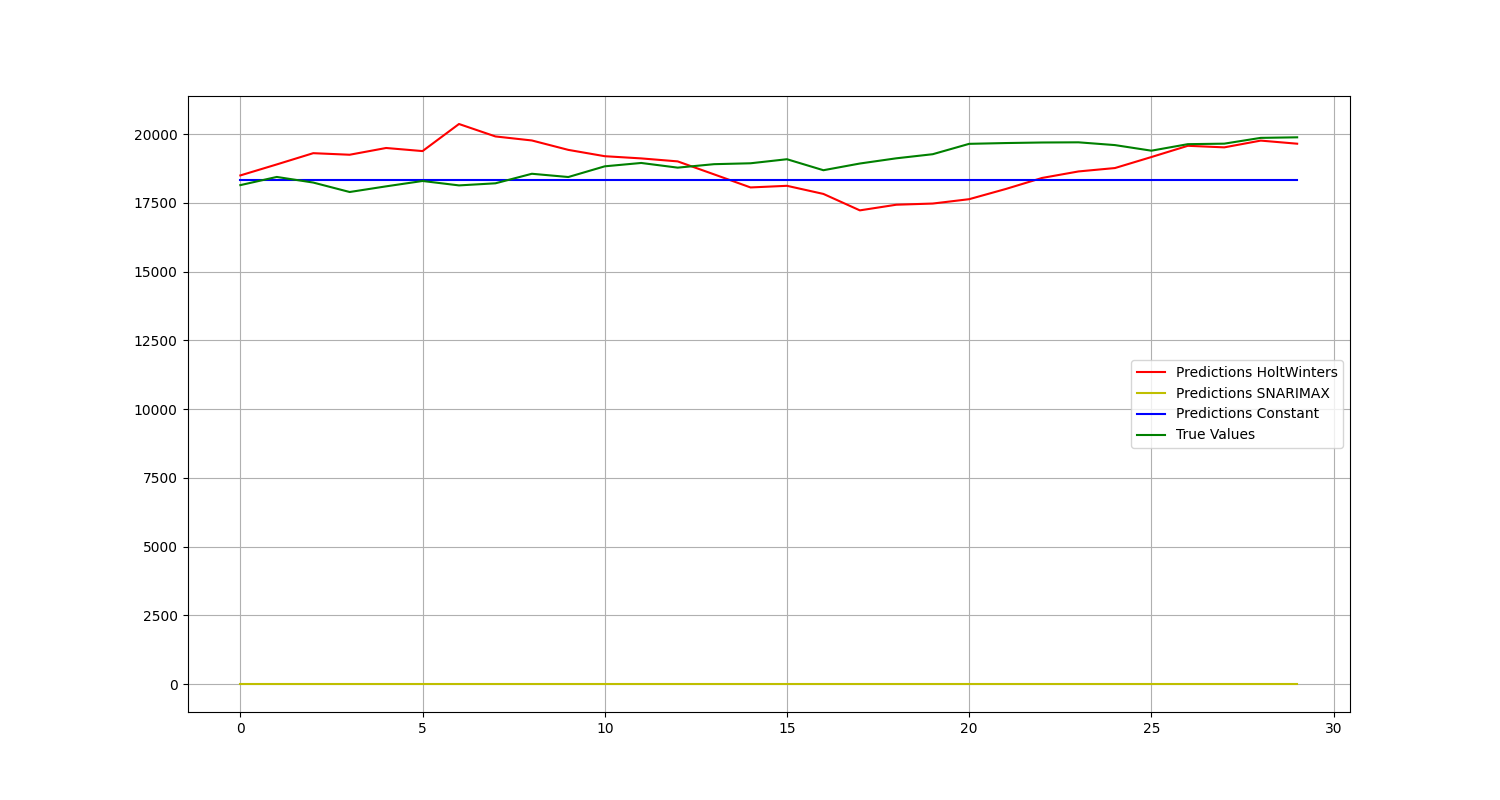 20000
17500
15000
12500
10000
7500
5000
2500
0
0 5 10 15 20 25 30
Predictions HoltWinters
Predictions SNARIMAX
Predictions Constant
True Values